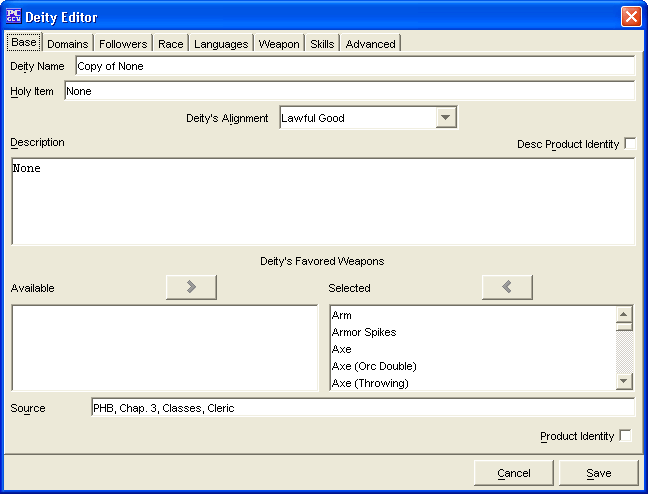 PC GEN Deity Editor
Base Domains Followers Race Languages Weapon Skills Advanced
Deity Name Copy of None
Holy Item None
Deity's Alignment Lawful Good
Description Desc Product Identity
None
Deity's Favored Weapons
Available Selected
Arm
Armor Spikes
Axe
Axe (Orc Double)
Axe (Throwing)
Source PHB, Chap. 3, Classes, Cleric
Product Identity
Cancel Save